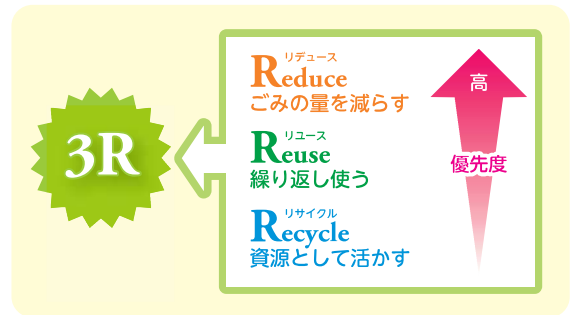 3R
リデュース
Reduce
ごみの量を減らす
リユース
Reuse
繰り返し使う
リサイクル
Recycle
資源として活かす
高
優先度